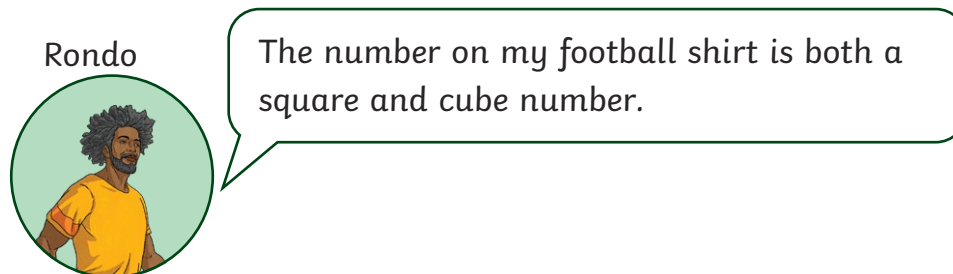 Rondo
The number on my football shirt is both a
square and cube number.